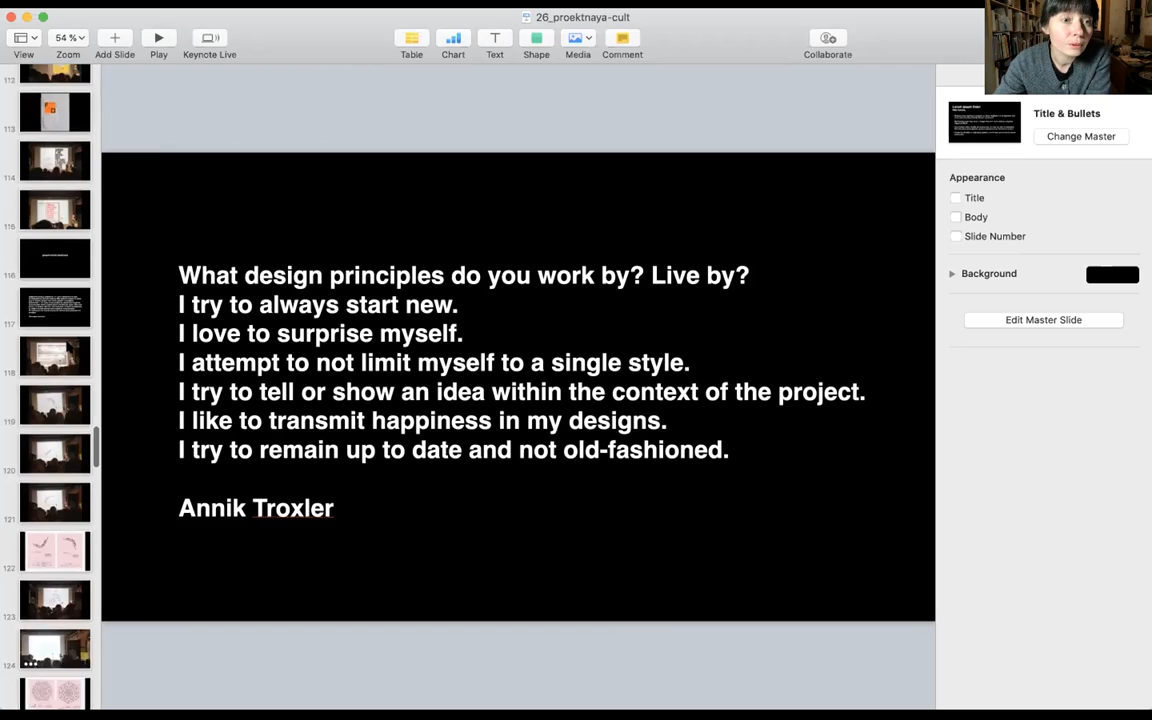 26_proektnaya-cult
54 %
View
Zoom
Add Slide
Play
Keynote Live
Table
Chart
Text
Shape
Media
Comment
Collaborate
112
113
114
115
116
117
118
119
120
121
122
123
124
What design principles do you work by? Live by?
I try to always start new.
I love to surprise myself.
I attempt to not limit myself to a single style.
I try to tell or show an idea within the context of the project.
I like to transmit happiness in my designs.
I try to remain up to date and not old-fashioned.
Annik Troxler
Title & Bullets
Change Master
Appearance
Title
Body
Slide Number
Background
Edit Master Slide